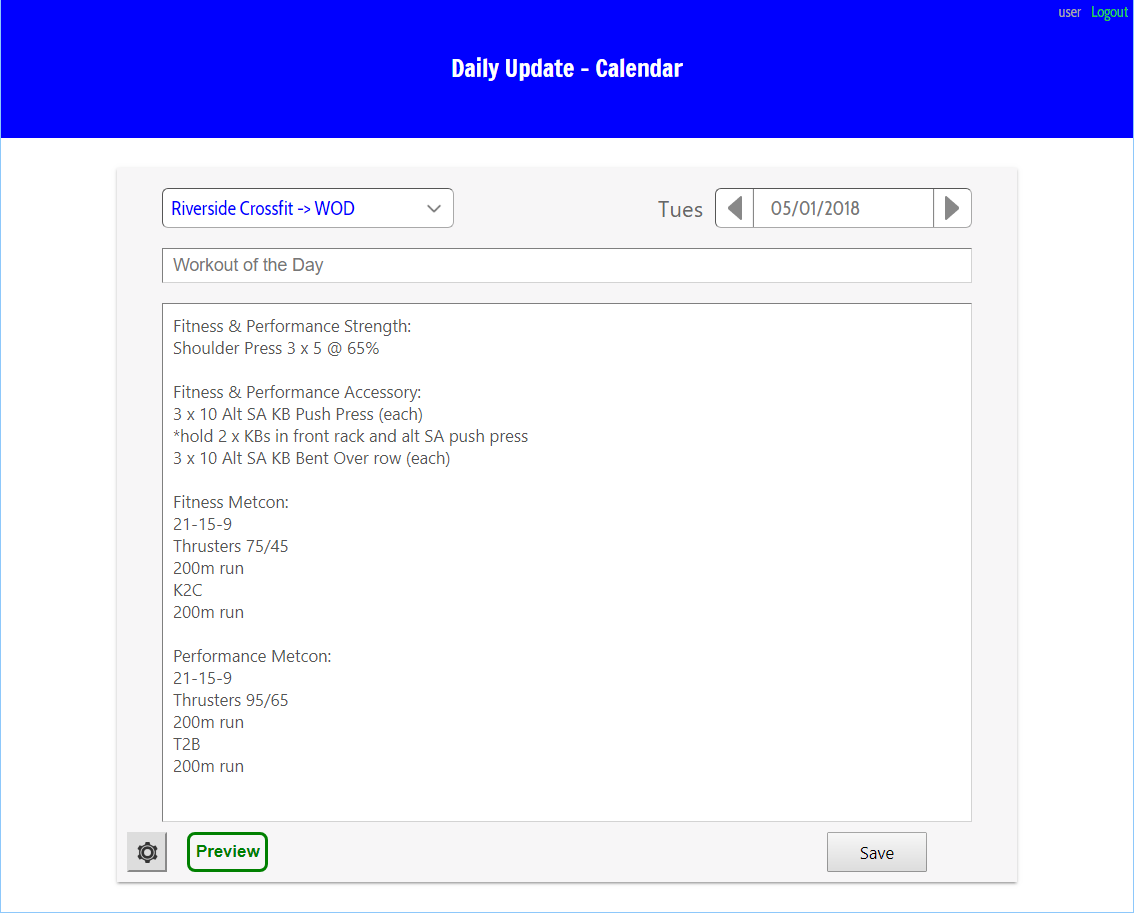 user Logout
Daily Update - Calendar
Riverside Crossfit -> WOD
Tues 05/01/2018
Workout of the Day
Fitness & Performance Strength:
Shoulder Press 3 x 5 @ 65%
Fitness & Performance Accessory:
3 x 10 Alt SA KB Push Press (each)
*hold 2 x KBs in front rack and alt SA push press
3 x 10 Alt SA KB Bent Over row (each)
Fitness Metcon:
21-15-9
Thrusters 75/45
200m run
K2C
200m run
Performance Metcon:
21-15-9
Thrusters 95/65
200m run
T2B
200m run
Preview Save